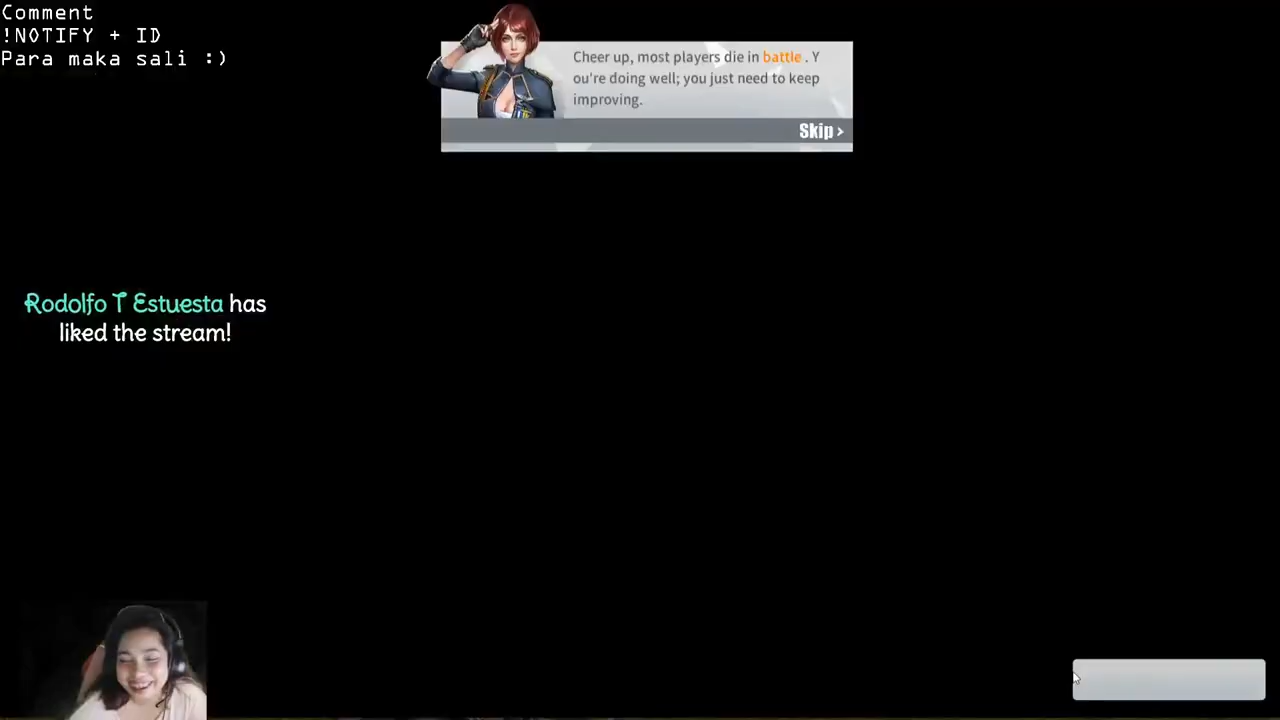 Comment
!NOTIFY + ID
Para maka sali :)
Cheer up, most players die in battle . Y
ou're doing well; you just need to keep
improving.
Skip >
Rodolfo T Estuesta has
liked the stream!